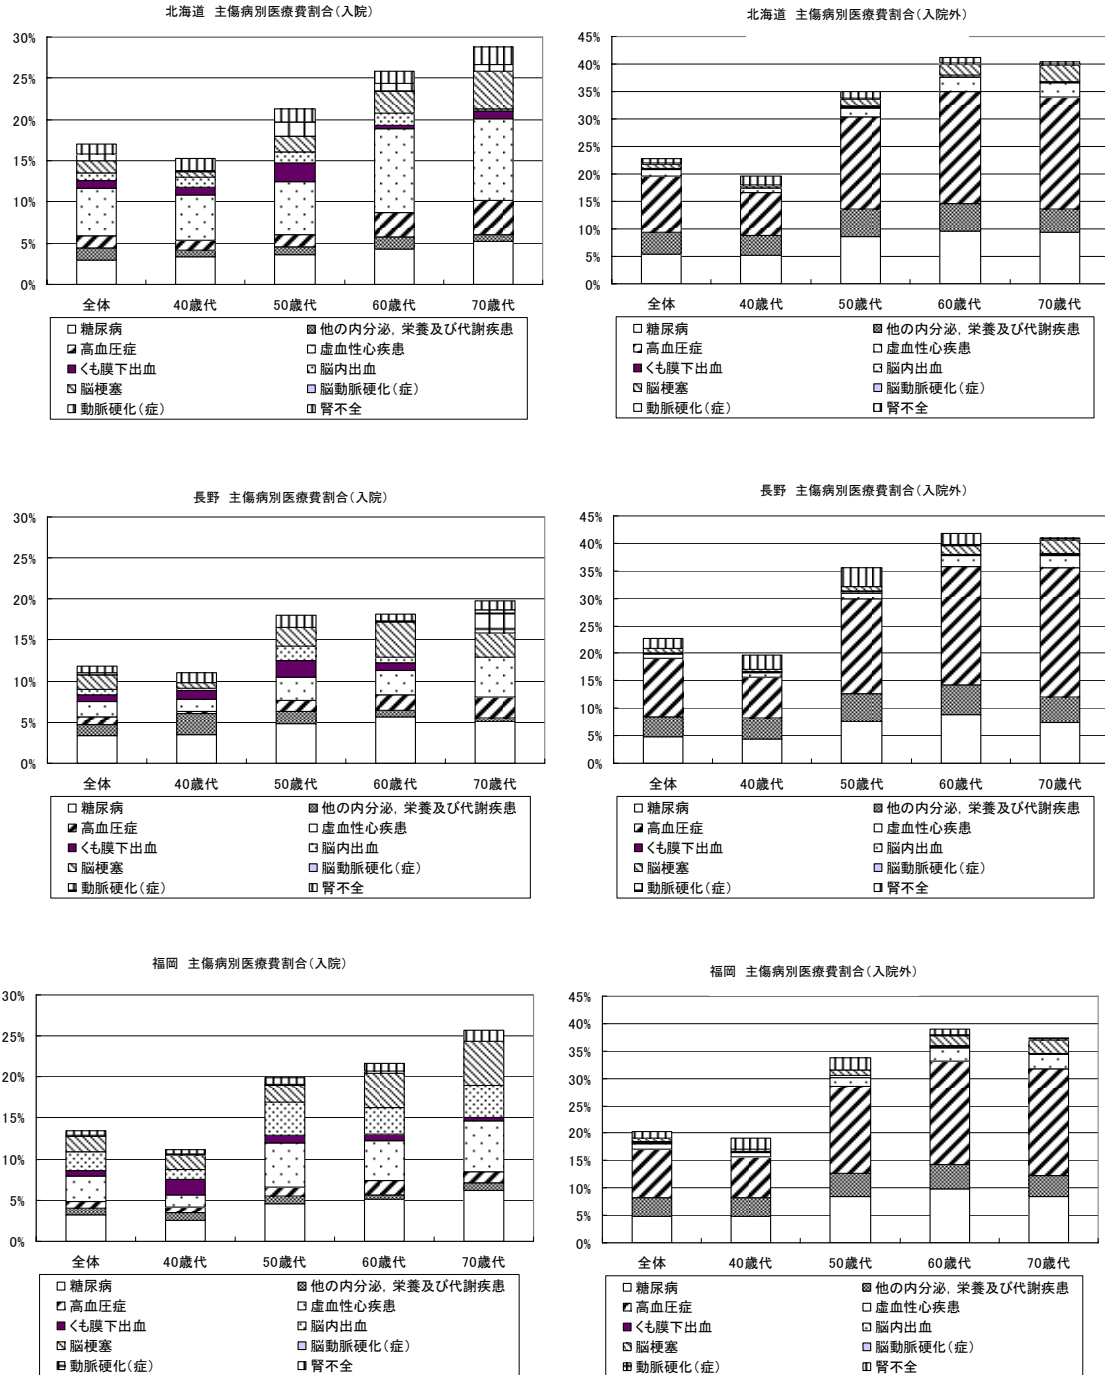 北海道 主傷病別医療費割合(入院)
30%
25%
20%
15%
10%
5%
0%
全体 40歳代 50歳代 60歳代 70歳代
□糖尿病 他の内分泌, 栄養及び代謝疾患
高血圧症 虚血性心疾患
くも膜下出血 脳内出血
脳梗塞 脳動脈硬化(症)
動脈硬化(症) 腎不全
北海道 主傷病別医療費割合(入院外)
45%
40%
35%
30%
25%
20%
15%
10%
5%
0%
全体 40歳代 50歳代 60歳代 70歳代
糖尿病 他の内分泌, 栄養及び代謝疾患
高血圧症 虚血性心疾患
くも膜下出血 脳内出血
脳梗塞 脳動脈硬化(症)
動脈硬化(症) 腎不全
長野 主傷病別医療費割合(入院)
30%
25%
20%
15%
10%
5%
0%
全体 40歳代 50歳代 60歳代 70歳代
糖尿病 他の内分泌, 栄養及び代謝疾患
高血圧症 虚血性心疾患
くも膜下出血 脳内出血
脳梗塞 脳動脈硬化(症)
動脈硬化(症) 腎不全
長野 主傷病別医療費割合(入院外)
45%
40%
35%
30%
25%
20%
15%
10%
5%
0%
全体 40歳代 50歳代 60歳代 70歳代
糖尿病 他の内分泌, 栄養及び代謝疾患
高血圧症 虚血性心疾患
くも膜下出血 脳内出血
脳梗塞 脳動脈硬化(症)
動脈硬化(症) 腎不全
福岡 主傷病別医療費割合(入院)
30%
25%
20%
15%
10%
5%
0%
全体 40歳代 50歳代 60歳代 70歳代
糖尿病 他の内分泌, 栄養及び代謝疾患
高血圧症 虚血性心疾患
くも膜下出血 脳内出血
脳梗塞 脳動脈硬化(症)
動脈硬化(症) 腎不全
福岡 主傷病別医療費割合(入院外)
45%
40%
35%
30%
25%
20%
15%
10%
5%
0%
全体 40歳代 50歳代 60歳代 70歳代
糖尿病 他の内分泌, 栄養及び代謝疾患
高血圧症 虚血性心疾患
くも膜下出血 脳内出血
脳梗塞 脳動脈硬化(症)
動脈硬化(症) 腎不全